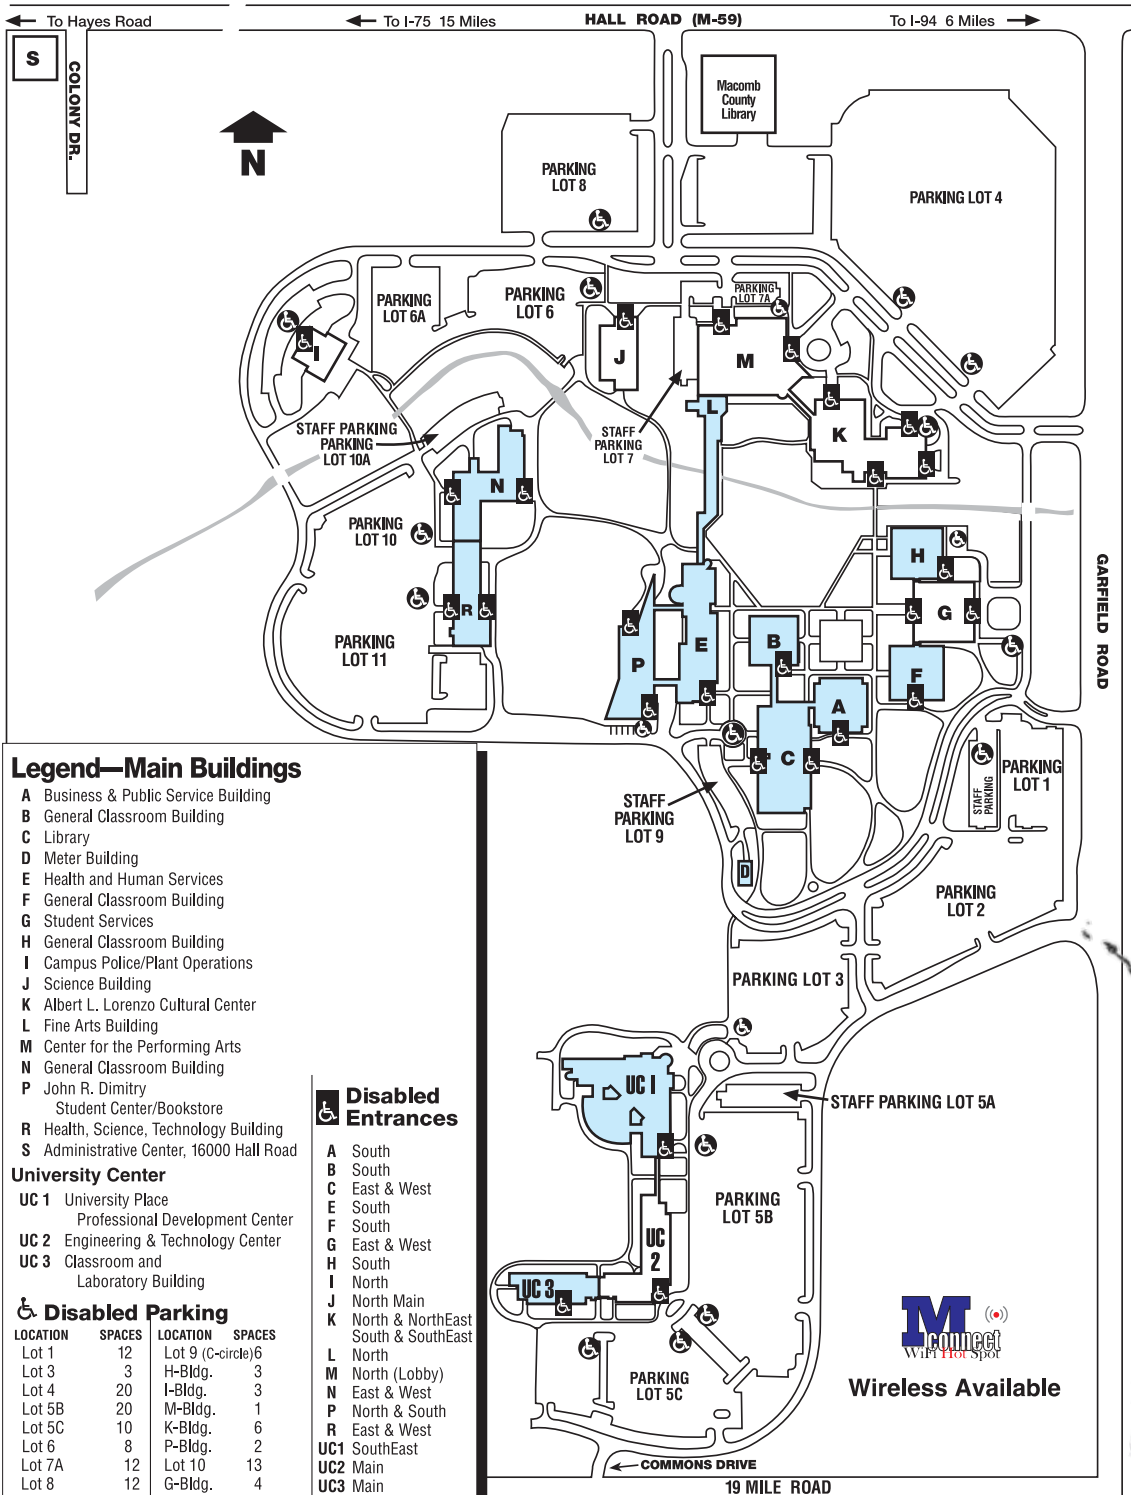 To Hayes Road
To I-75 15 Miles
HALL ROAD (M-59)
To I-94 6 Miles
S
COLONY DR.
N
Macomb
County
Library
PARKING
LOT 8
PARKING LOT 4
PARKING
LOT 6A
PARKING
LOT 6
PARKING
LOT 7A
I
J
M
L
K
STAFF PARKING
PARKING
LOT 10A
STAFF
PARKING
LOT 7
N
PARKING
LOT 10
H
GARFIELD ROAD
R
G
PARKING
LOT 11
P
E
B
F
A
C
PARKING
LOT 1
STAFF
PARKING
STAFF
PARKING
LOT 9
D
PARKING
LOT 2
PARKING LOT 3
UC 1
STAFF PARKING LOT 5A
PARKING
LOT 5B
UC
2
UC 3
PARKING
LOT 5C
COMMONS DRIVE
19 MILE ROAD
M
connect
WiFi Hot Spot
Wireless Available
Legend—Main Buildings
A Business & Public Service Building
B General Classroom Building
C Library
D Meter Building
E Health and Human Services
F General Classroom Building
G Student Services
H General Classroom Building
I Campus Police/Plant Operations
J Science Building
K Albert L. Lorenzo Cultural Center
L Fine Arts Building
M Center for the Performing Arts
N General Classroom Building
P John R. Dimitry
Student Center/Bookstore
R Health, Science, Technology Building
S Administrative Center, 16000 Hall Road
University Center
UC 1 University Place
Professional Development Center
UC 2 Engineering & Technology Center
UC 3 Classroom and
Laboratory Building
Disabled Parking
LOCATION SPACES LOCATION SPACES
Lot 1 12 Lot 9 (C-circle) 6
Lot 3 3 H-Bldg. 3
Lot 4 20 I-Bldg. 3
Lot 5B 20 M-Bldg. 1
Lot 5C 10 K-Bldg. 6
Lot 6 8 P-Bldg. 2
Lot 7A 12 Lot 10 13
Lot 8 12 G-Bldg. 4
Disabled
Entrances
A South
B South
C East & West
E South
F South
G East & West
H South
I North
J North Main
K North & NorthEast
South & SouthEast
L North
M North (Lobby)
N East & West
P North & South
R East & West
UC1 SouthEast
UC2 Main
UC3 Main